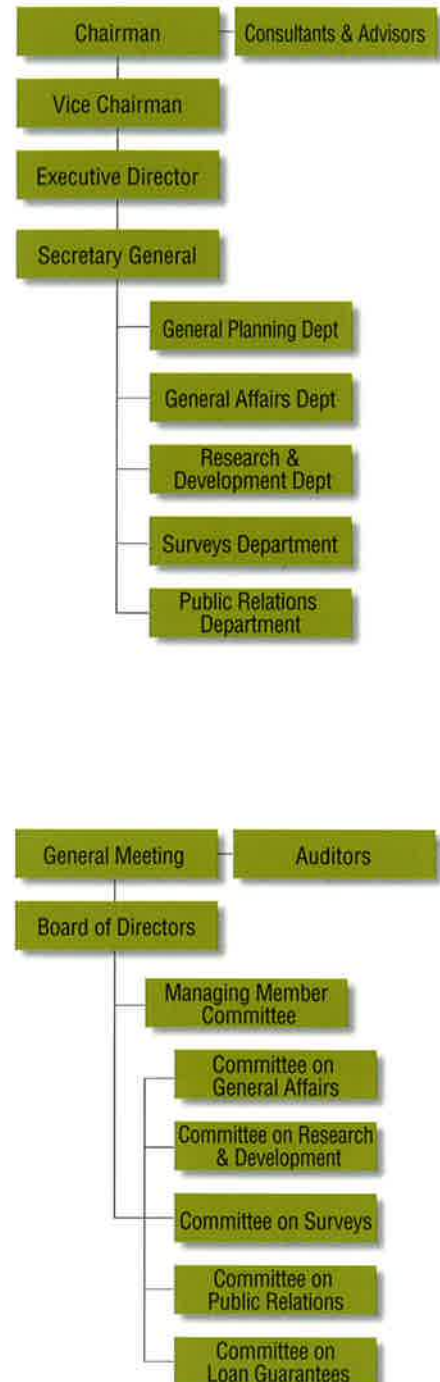 Chairman
Consultants & Advisors
Vice Chairman
Executive Director
Secretary General
General Planning Dept
General Affairs Dept
Research &
Development Dept
Surveys Department
Public Relations
Department
General Meeting
Auditors
Board of Directors
Managing Member
Committee
Committee on
General Affairs
Committee on Research
& Development
Committee on Surveys
Committee on
Public Relations
Committee on
Loan Guarantees